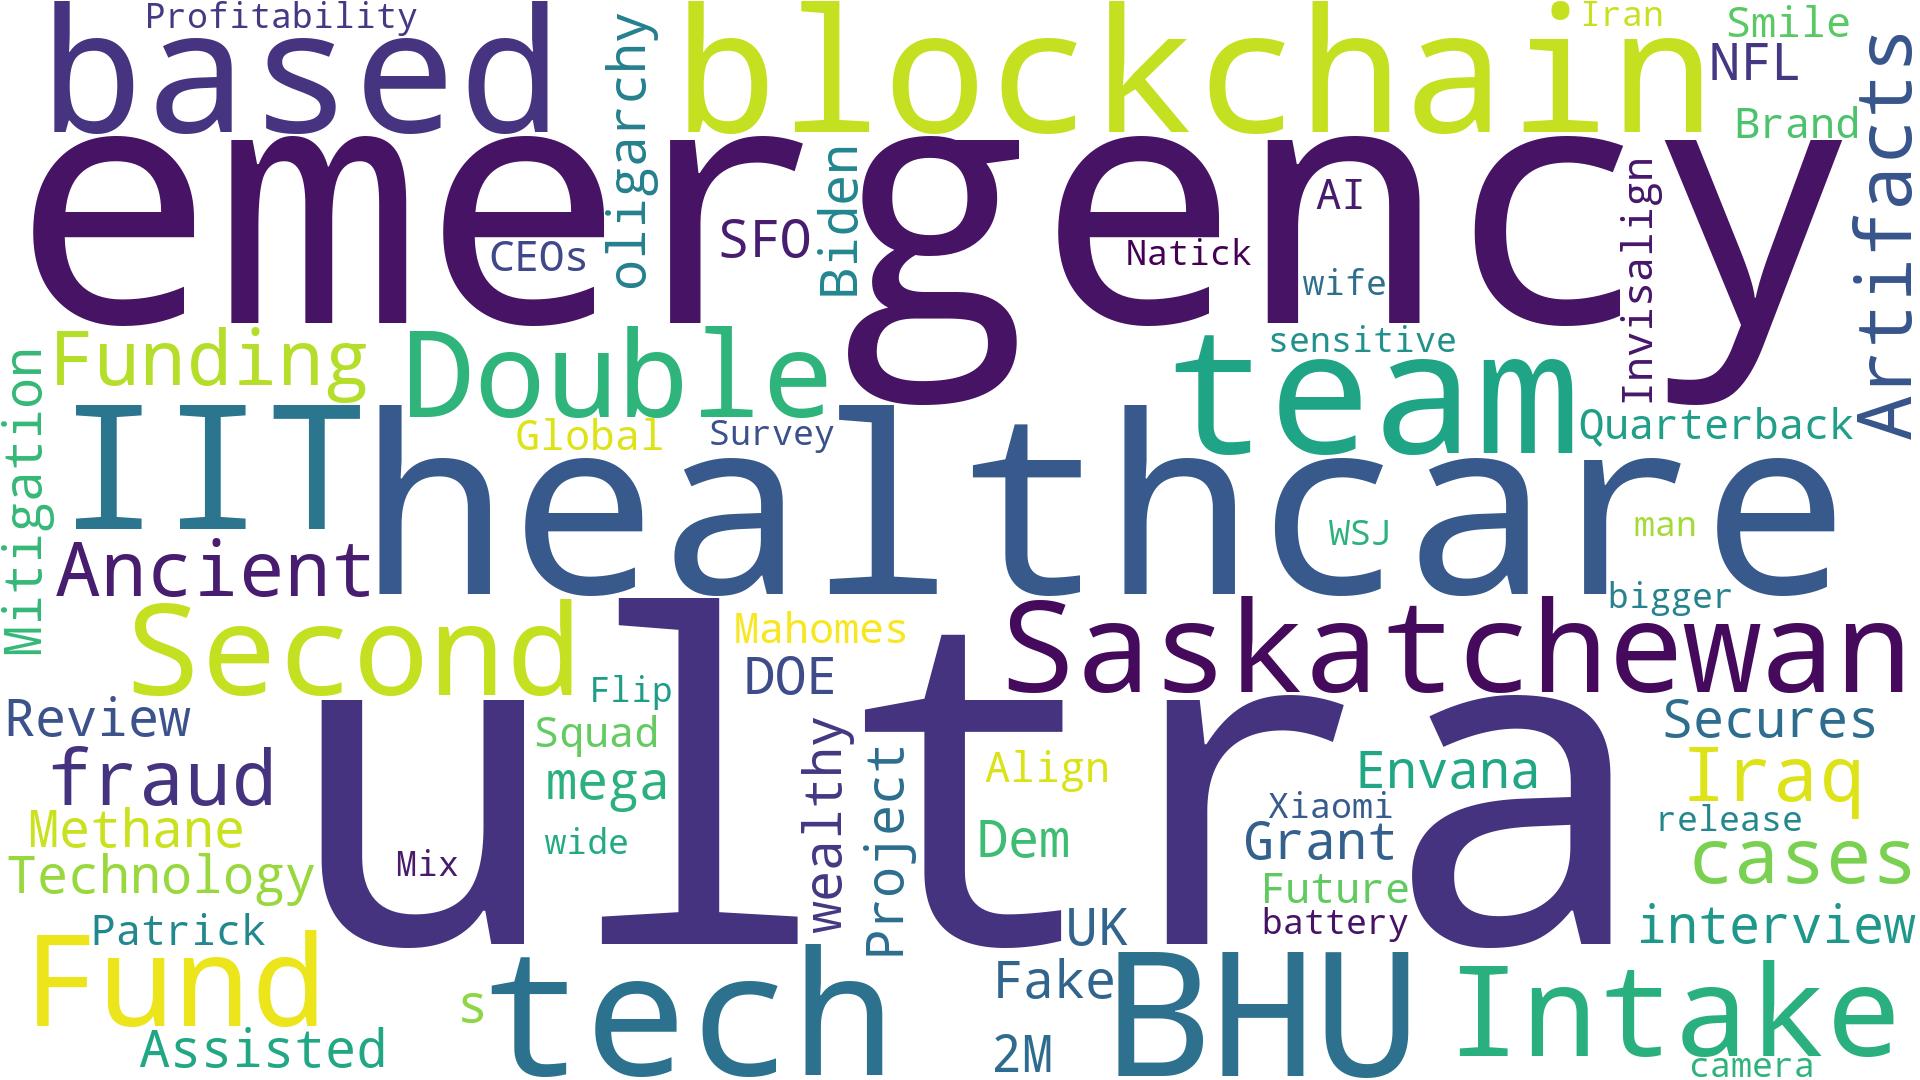 Profitability
based
oligarchy
blockchain
Iran
Smile
NFL
Brand
Artifacts
emergency
CEOs
SFO
Biden
AI
Natick
wife
Invisalign
Funding
Double
team
sensitive
Quarterback
Mitigation
IIT
Global
Survey
healthcare
WSJ
man
Ancient
bigger
Second
Mahomes
DOE
Saskatchewan
Flip
Review
Squad
ultra
Secures
fraud
mega
wealthy
Project
Align
Envana
Iraq
Methane
Xiaomi
release
Technology
Mix
wide
Dem
Grant
cases
Future
Patrick
UK
battery
interview
Fund
s
tech
Fake
BHU
Intake
Assisted
2M
camera